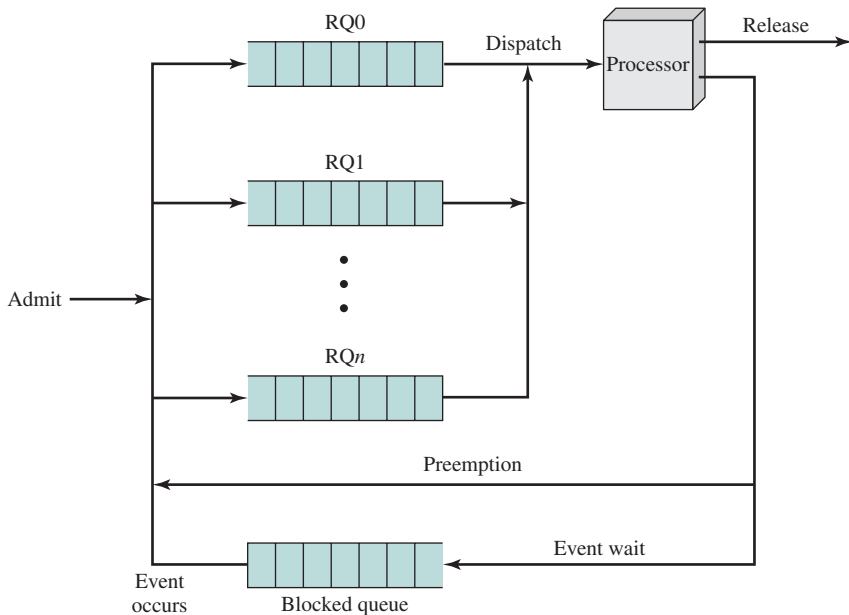 RQ0
Dispatch
Release
Processor
RQ1
Admit
RQn
Preemption
Event wait
Event
occurs
Blocked queue